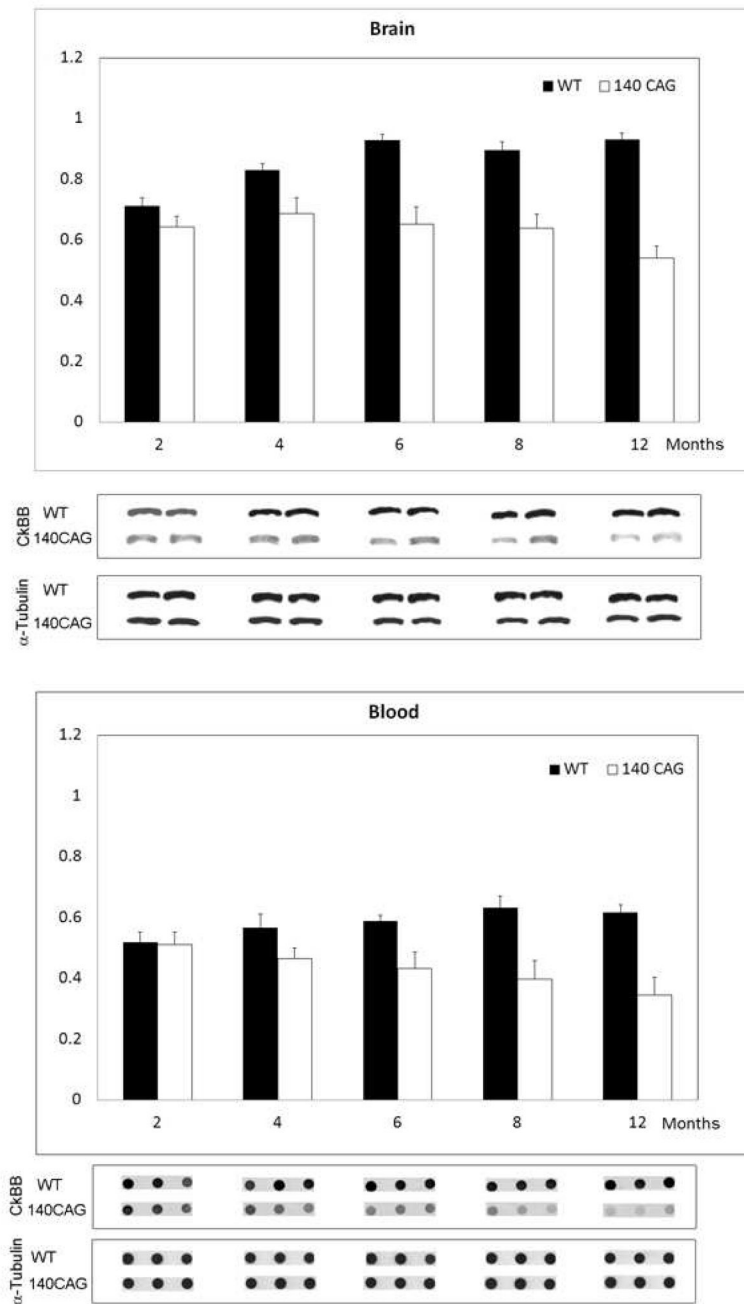 Brain
1.2
WT 140 CAG
1
0.8
0.6
0.4
0.2
0
2 4 6 8 12 Months
CkBB
WT
140CAG
α-Tubulin
WT
140CAG
Blood
1.2
WT 140 CAG
1
0.8
0.6
0.4
0.2
0
2 4 6 8 12 Months
CkBB
WT
140CAG
α-Tubulin
WT
140CAG